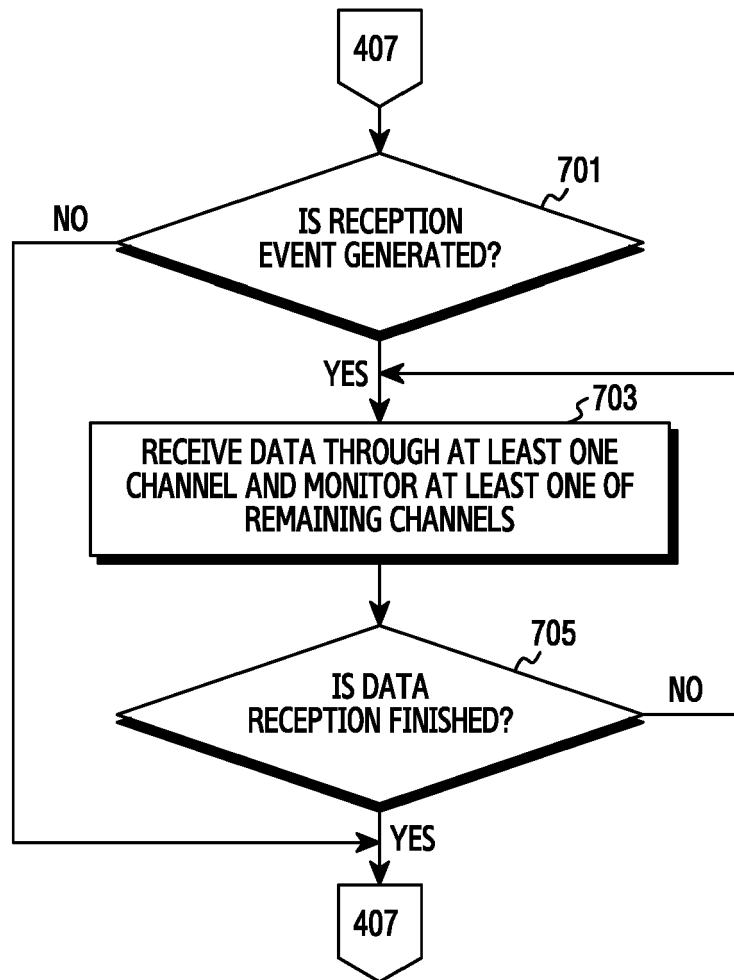 407
701
NO
IS RECEPTION
EVENT GENERATED?
YES
703
RECEIVE DATA THROUGH AT LEAST ONE
CHANNEL AND MONITOR AT LEAST ONE OF
REMAINING CHANNELS
705
IS DATA
RECEPTION FINISHED?
NO
YES
407